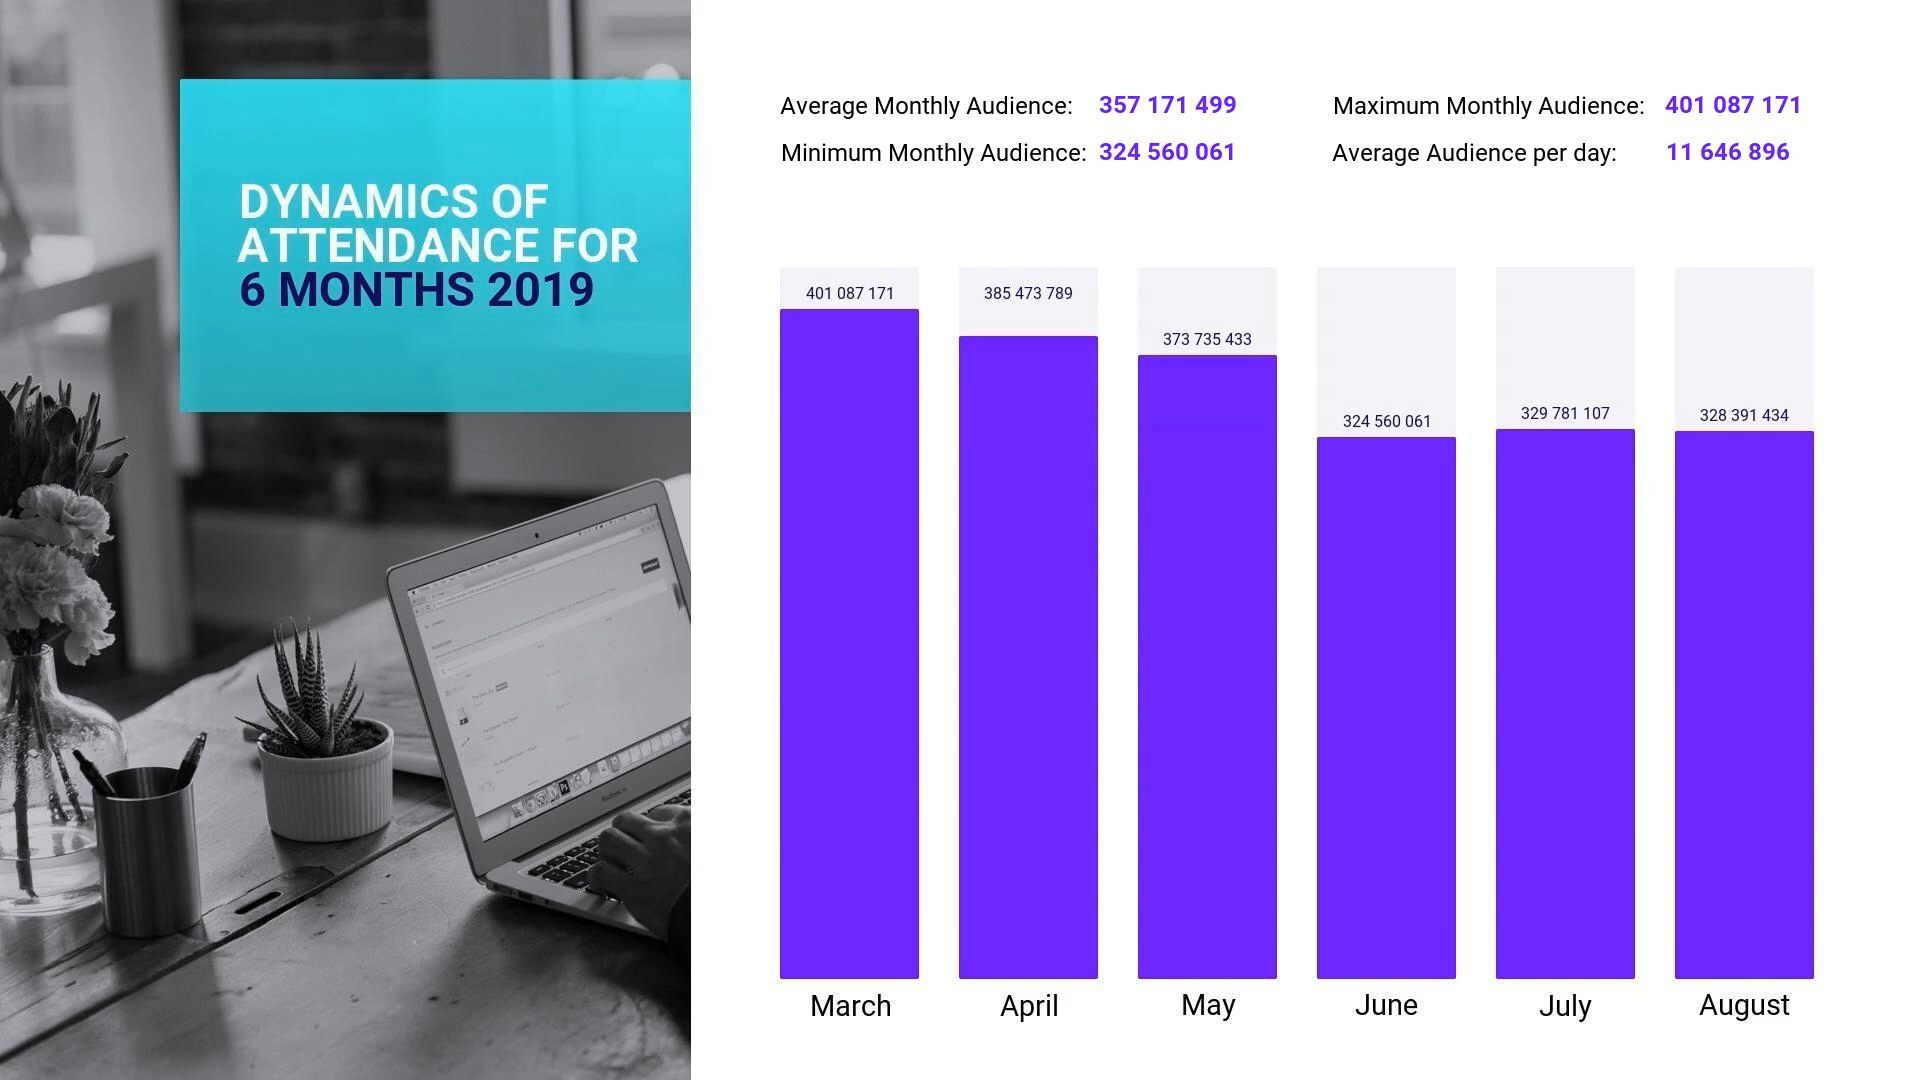 DYNAMICS OF
ATTENDANCE FOR
6 MONTHS 2019
Average Monthly Audience: 357 171 499
Minimum Monthly Audience: 324 560 061
Maximum Monthly Audience: 401 087 171
Average Audience per day: 11 646 896
401 087 171
385 473 789
373 735 433
324 560 061
329 781 107
328 391 434
March
April
May
June
July
August
MacBook Air